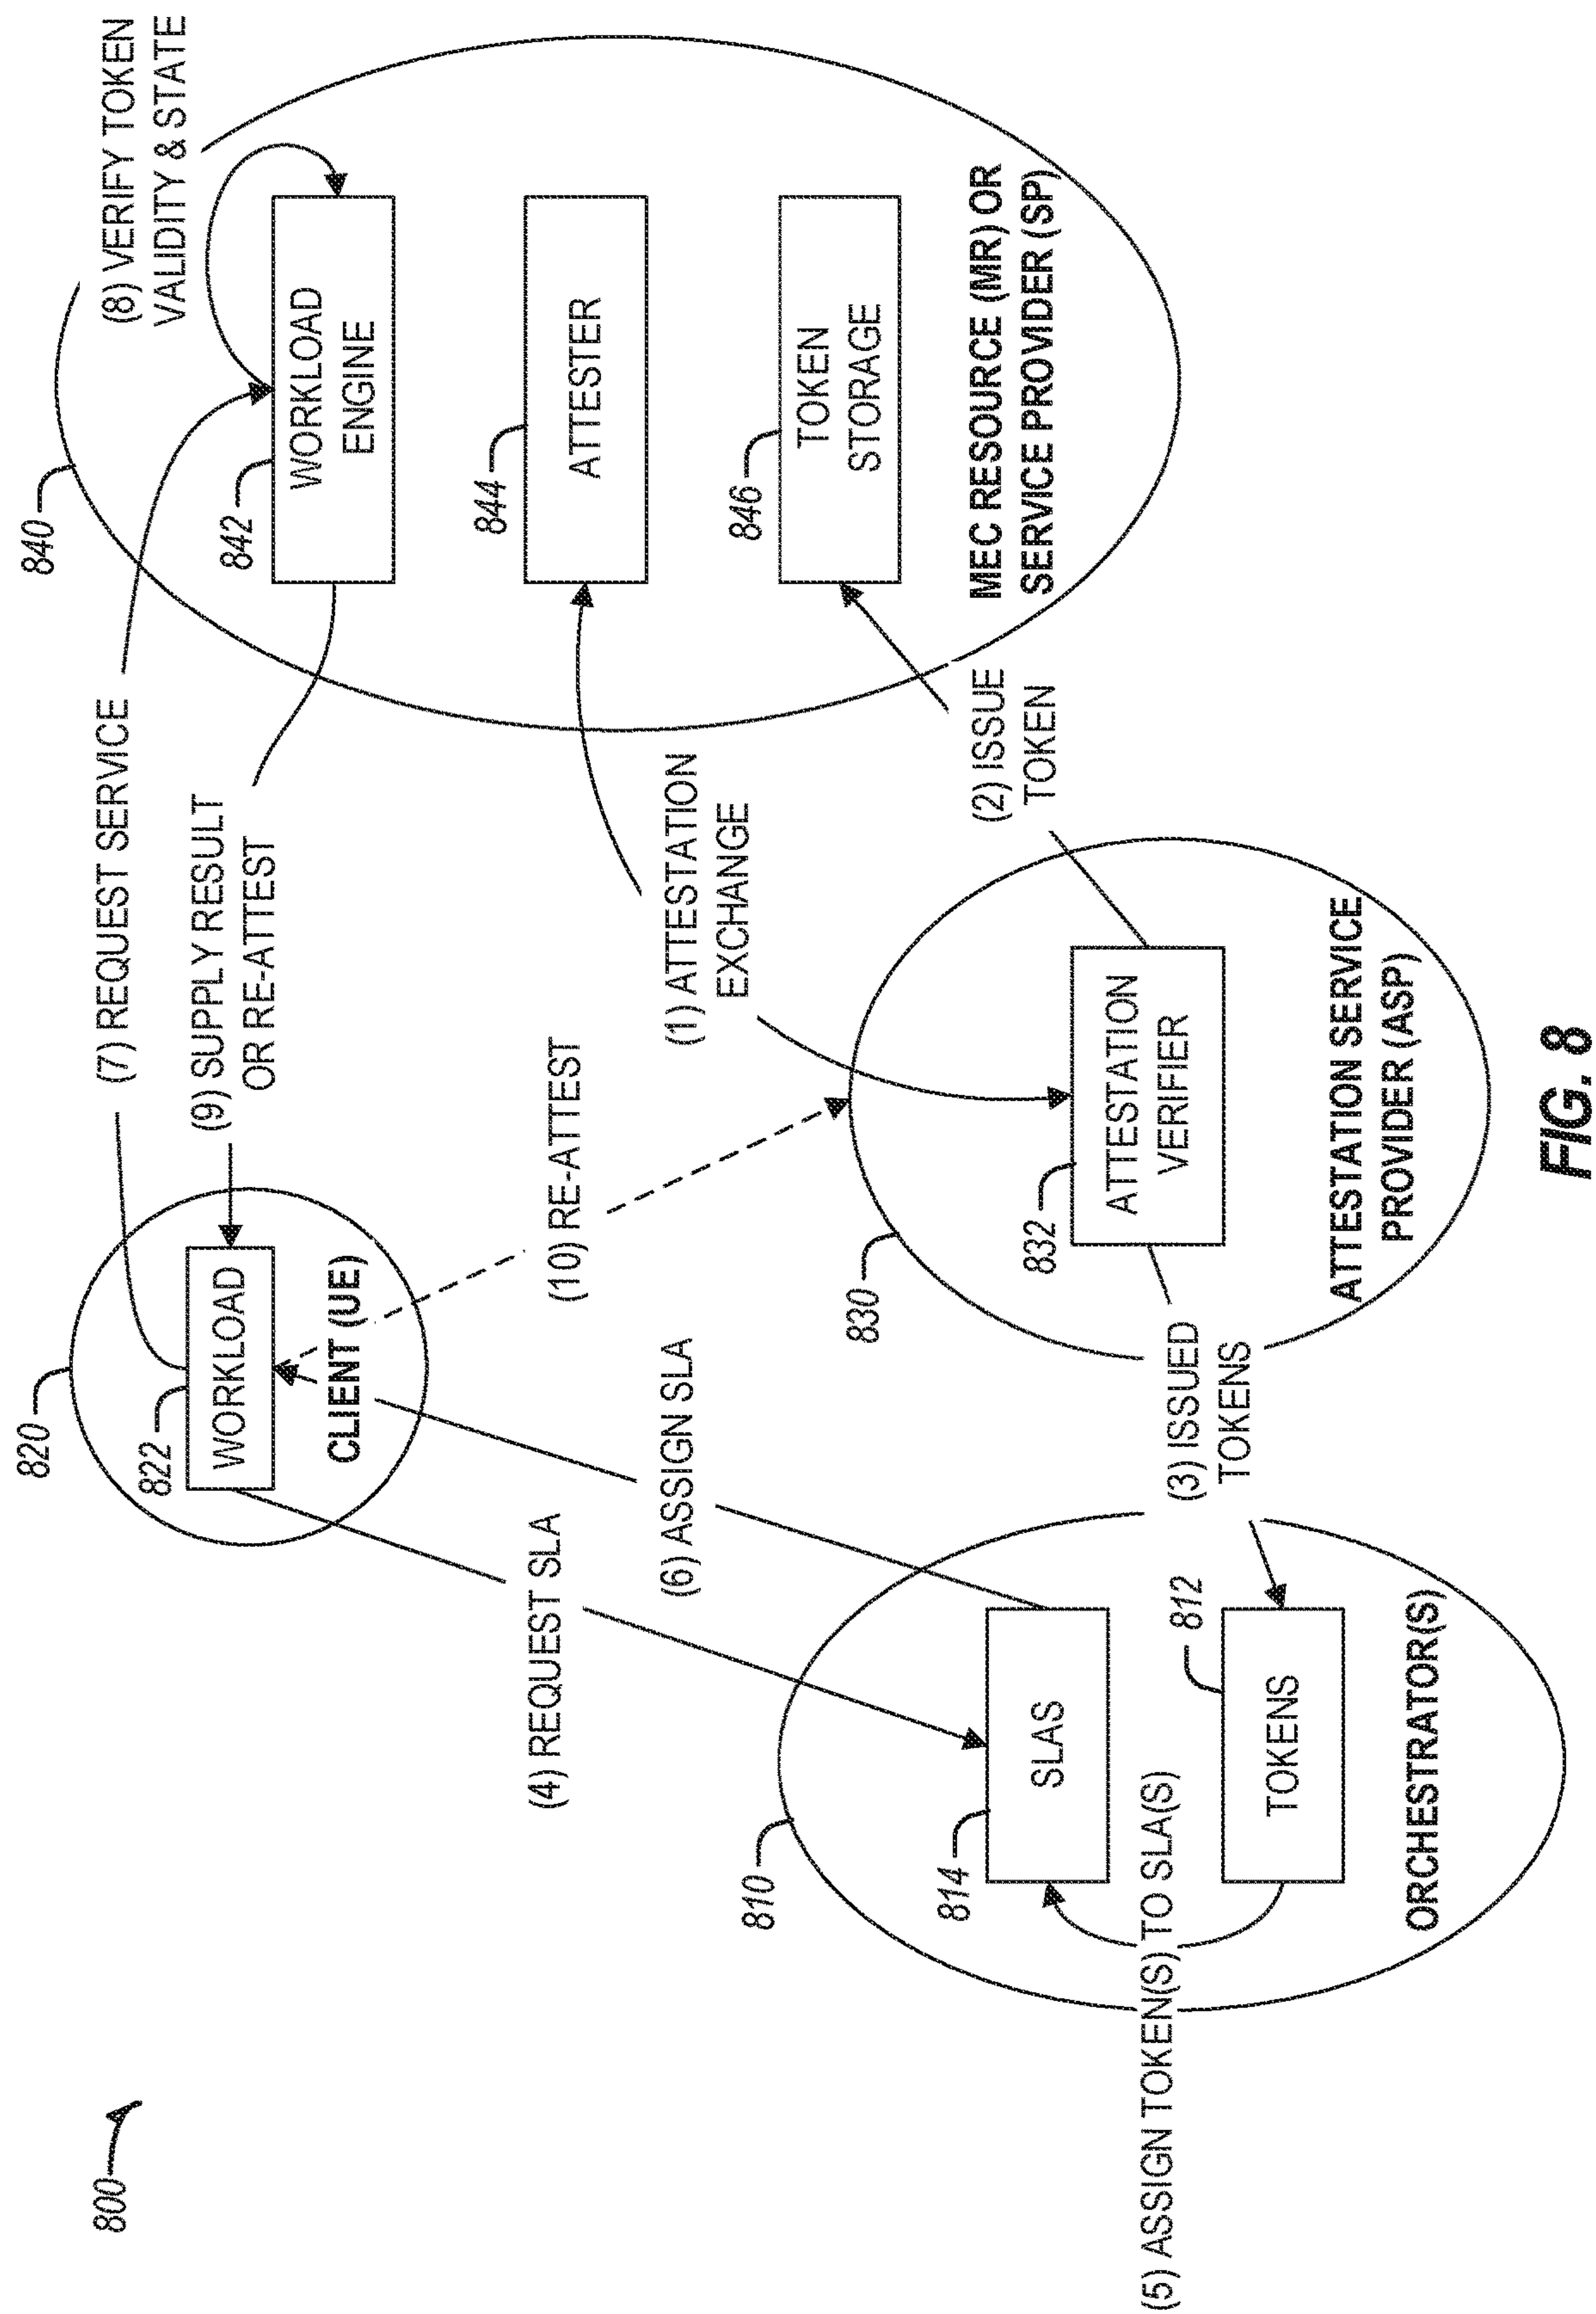 800
820
822
WORKLOAD
CLIENT (UE)
(7) REQUEST SERVICE
(9) SUPPLY RESULT
OR RE-ATTEST
840
(8) VERIFY TOKEN
VALIDITY & STATE
842
WORKLOAD
ENGINE
844
ATTESTER
846
TOKEN
STORAGE
MEC RESOURCE (MR) OR
SERVICE PROVIDER (SP)
(4) REQUEST SLA
(6) ASSIGN SLA
(10) RE-ATTEST
(1) ATTESTATION
EXCHANGE
(2) ISSUE
TOKEN
810
814
SLAS
(5) ASSIGN TOKEN(S) TO SLA(S)
812
TOKENS
ORCHESTRATOR(S)
(3) ISSUED
TOKENS
830
832
ATTESTATION
VERIFIER
ATTESTATION SERVICE
PROVIDER (ASP)
FIG. 8